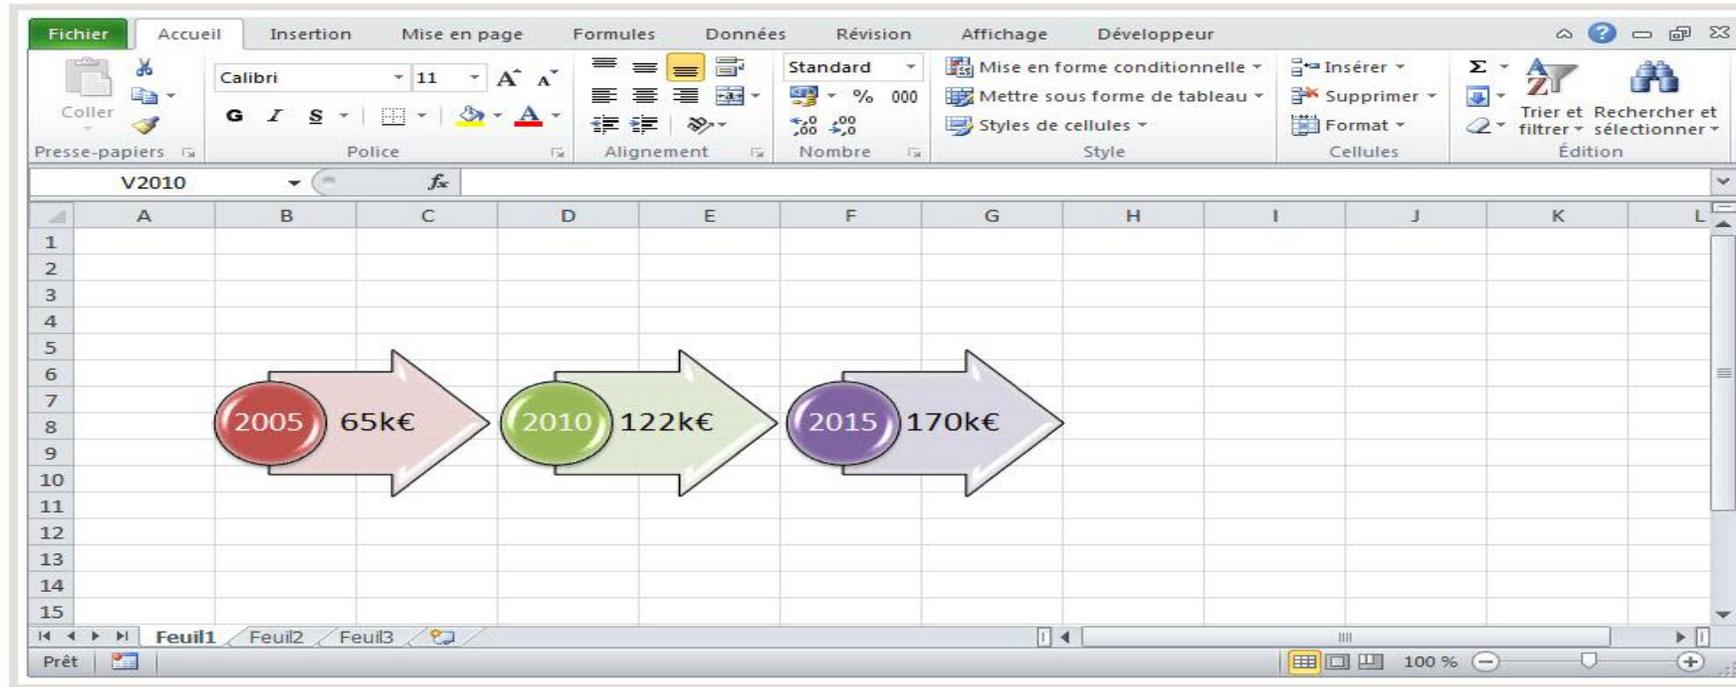 Fichier Accueil Insertion Mise en page Formules Données Révision Affichage Développeur
Calibri 11 A A Standard Mise en forme conditionnelle Insérer Σ
Coller G I S A % 000 Mettre sous forme de tableau Supprimer Trier et filtrer Rechercher et sélectionner
Styles de cellules Format
Presse-papiers Police Alignement Nombre Style Cellules Édition
V2010 fx
A B C D E F G H I J K L
1
2
3
4
5
6
7
8
9
10
11
12
13
14
15
2005 65k€ 2010 122k€ 2015 170k€
Feuil1 Feuil2 Feuil3
Prêt 100 %